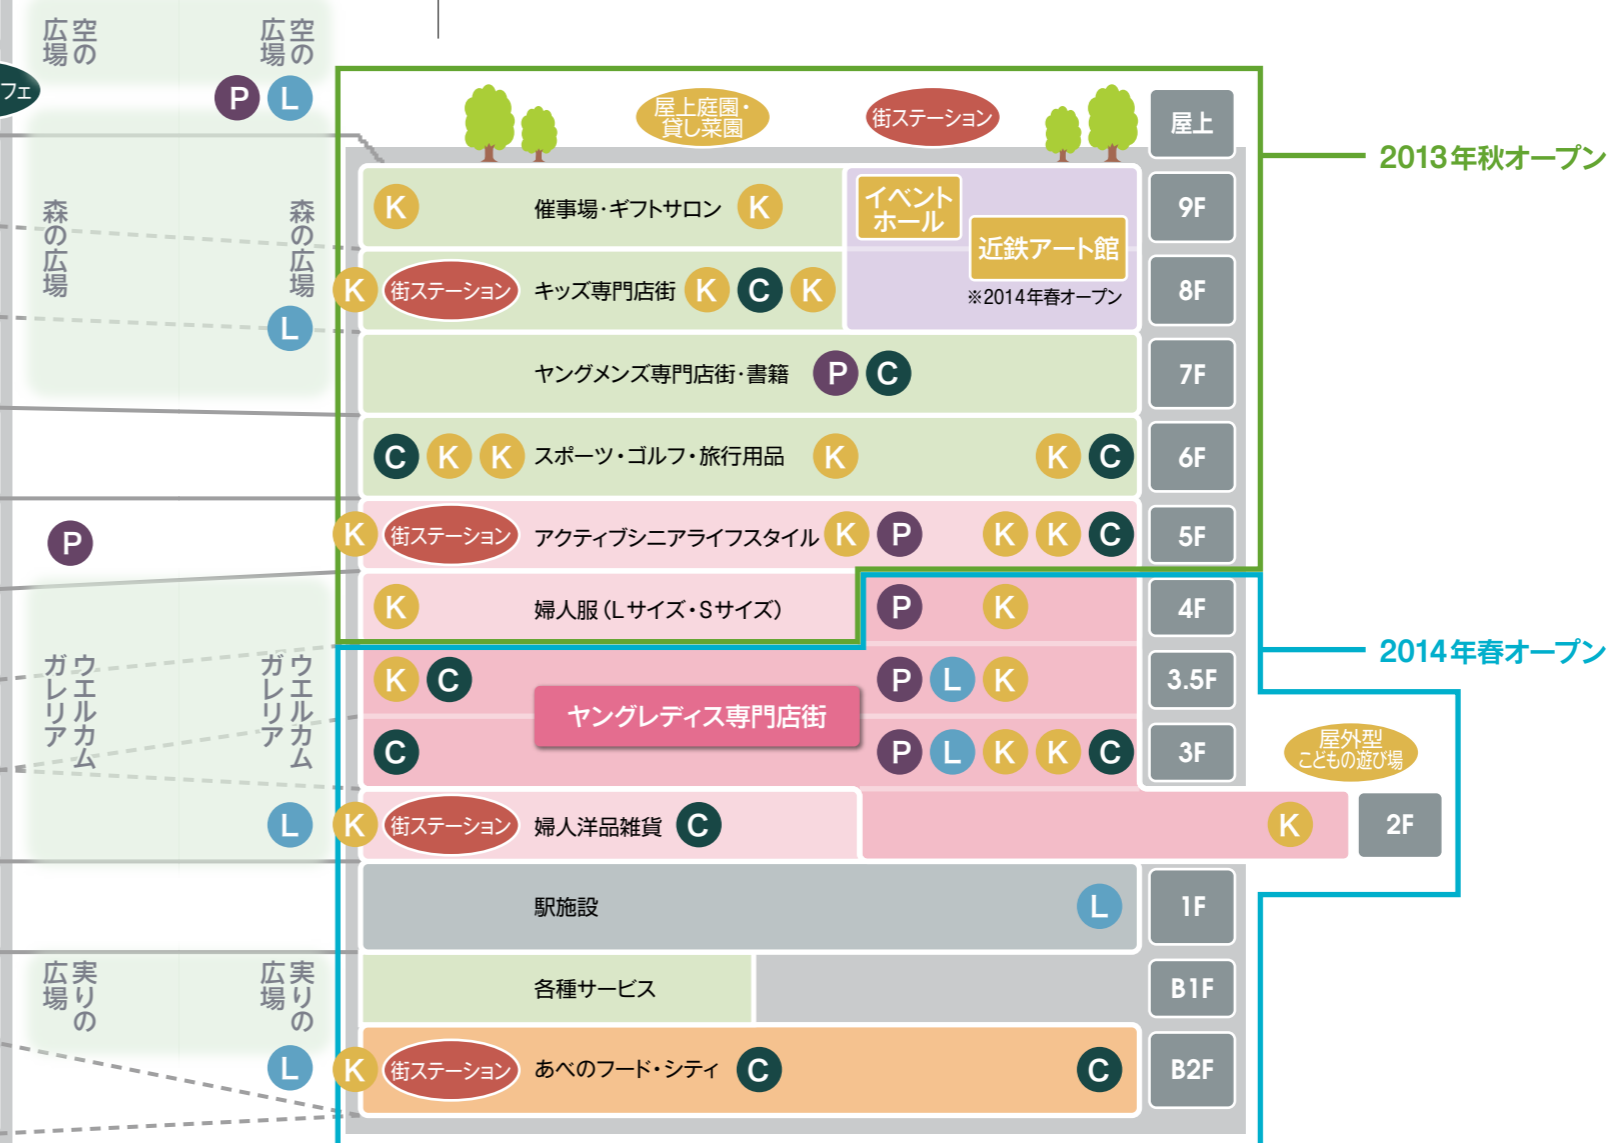 空の
広場
空の
広場
フェ
P L
屋上庭園・
貸し菜園
街ステーション
屋上
2013年秋オープン
K 催事場・ギフトサロン K
イベント
ホール
近鉄アート館
※2014年春オープン
9F
森の広場
森の広場
K 街ステーション キッズ専門店街 K C K
8F
L
ヤングメンズ専門店街・書籍 P C
7F
C K K スポーツ・ゴルフ・旅行用品 K K C
6F
P
K 街ステーション アクティブシニアライフスタイル K P K K C
5F
K 婦人服(Lサイズ・Sサイズ) P K
4F
2014年春オープン
ウエルカム
ガレリア
ウエルカム
ガレリア
K C P L K
3.5F
ヤングレディス専門店街
C P L K K C
3F
屋外型
こどもの遊び場
L
K 街ステーション 婦人洋品雑貨 C K
2F
駅施設 L
1F
実りの
広場
実りの
広場
各種サービス
B1F
L
K 街ステーション あべのフード・シティ C C
B2F